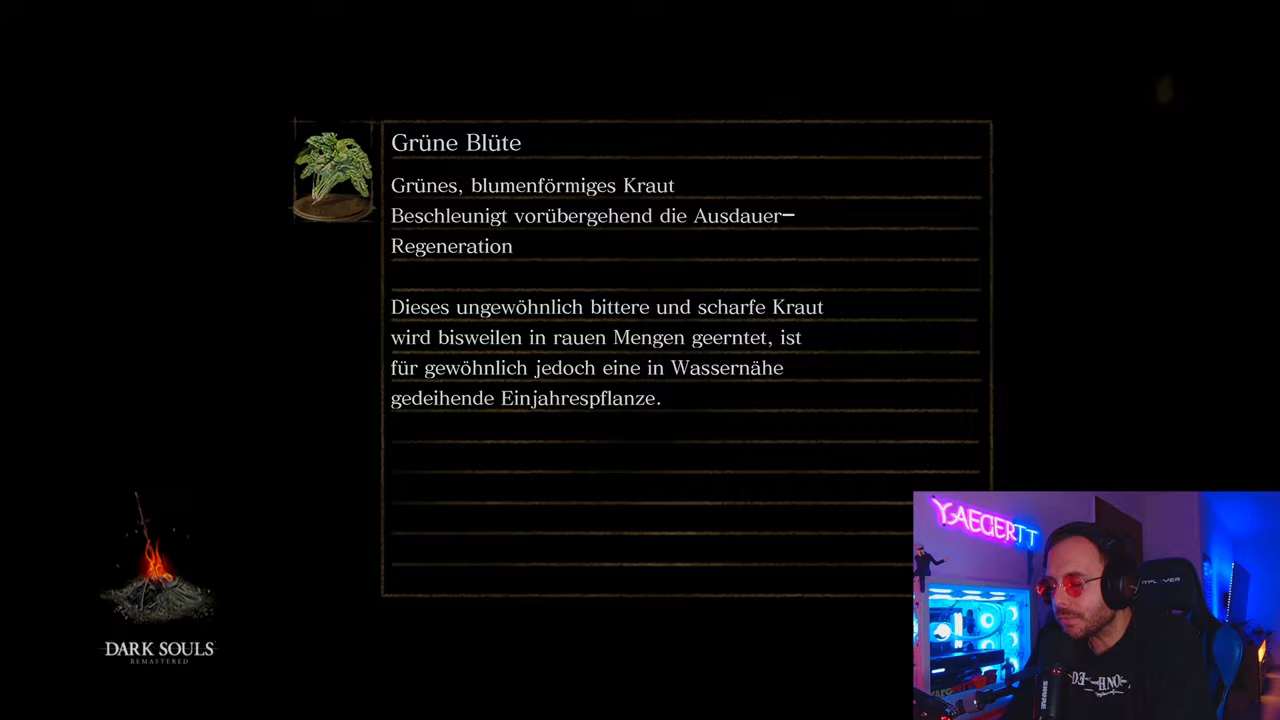 Grüne Blüte
Grünes, blumenförmiges Kraut
Beschleunigt vorübergehend die Ausdauer-
Regeneration
Dieses ungewöhnlich bittere und scharfe Kraut
wird bisweilen in rauen Mengen geerntet, ist
für gewöhnlich jedoch eine in Wassernähe
gedeihende Einjahrespflanze.
DARK SOULS
REMASTERED
YAEGERTT
SHURE